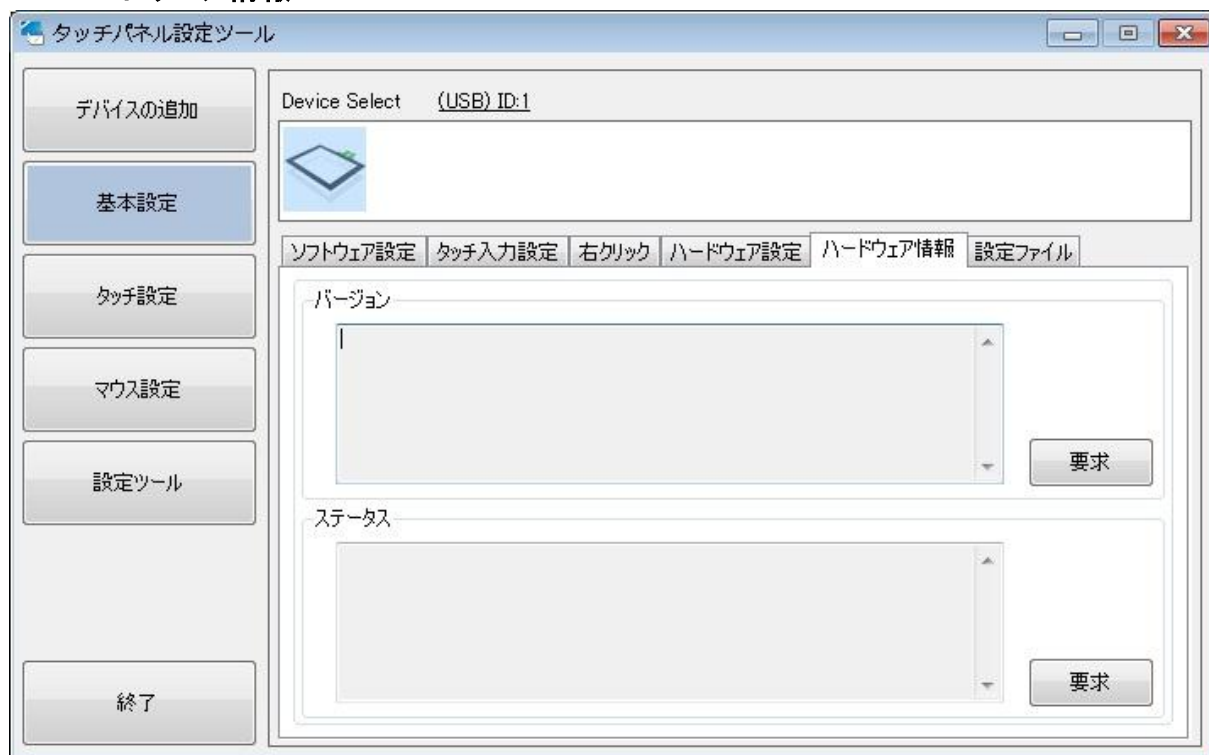 タッチパネル設定ツール
デバイスの追加
基本設定
タッチ設定
マウス設定
設定ツール
終了
Device Select (USB) ID:1
ソフトウェア設定 タッチ入力設定 右クリック ハードウェア設定 ハードウェア情報 設定ファイル
バージョン
要求
ステータス
要求